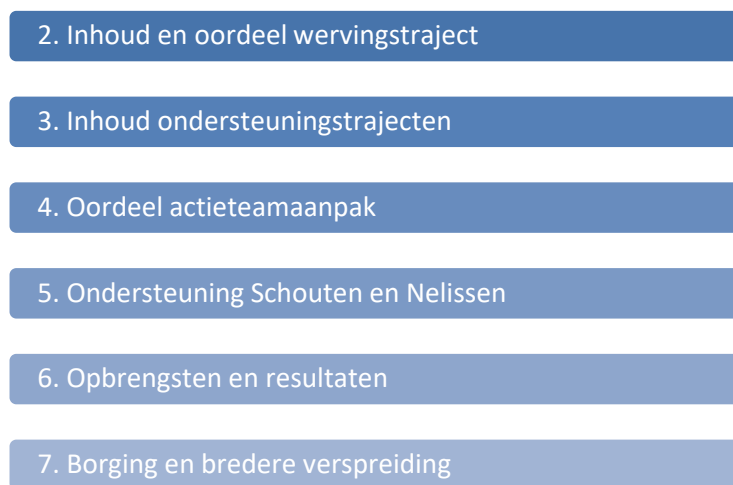 2. Inhoud en oordeel wervingstraject
3. Inhoud ondersteuningstrajecten
4. Oordeel actieteamaanpak
5. Ondersteuning Schouten en Nelissen
6. Opbrengsten en resultaten
7. Borging en bredere verspreiding